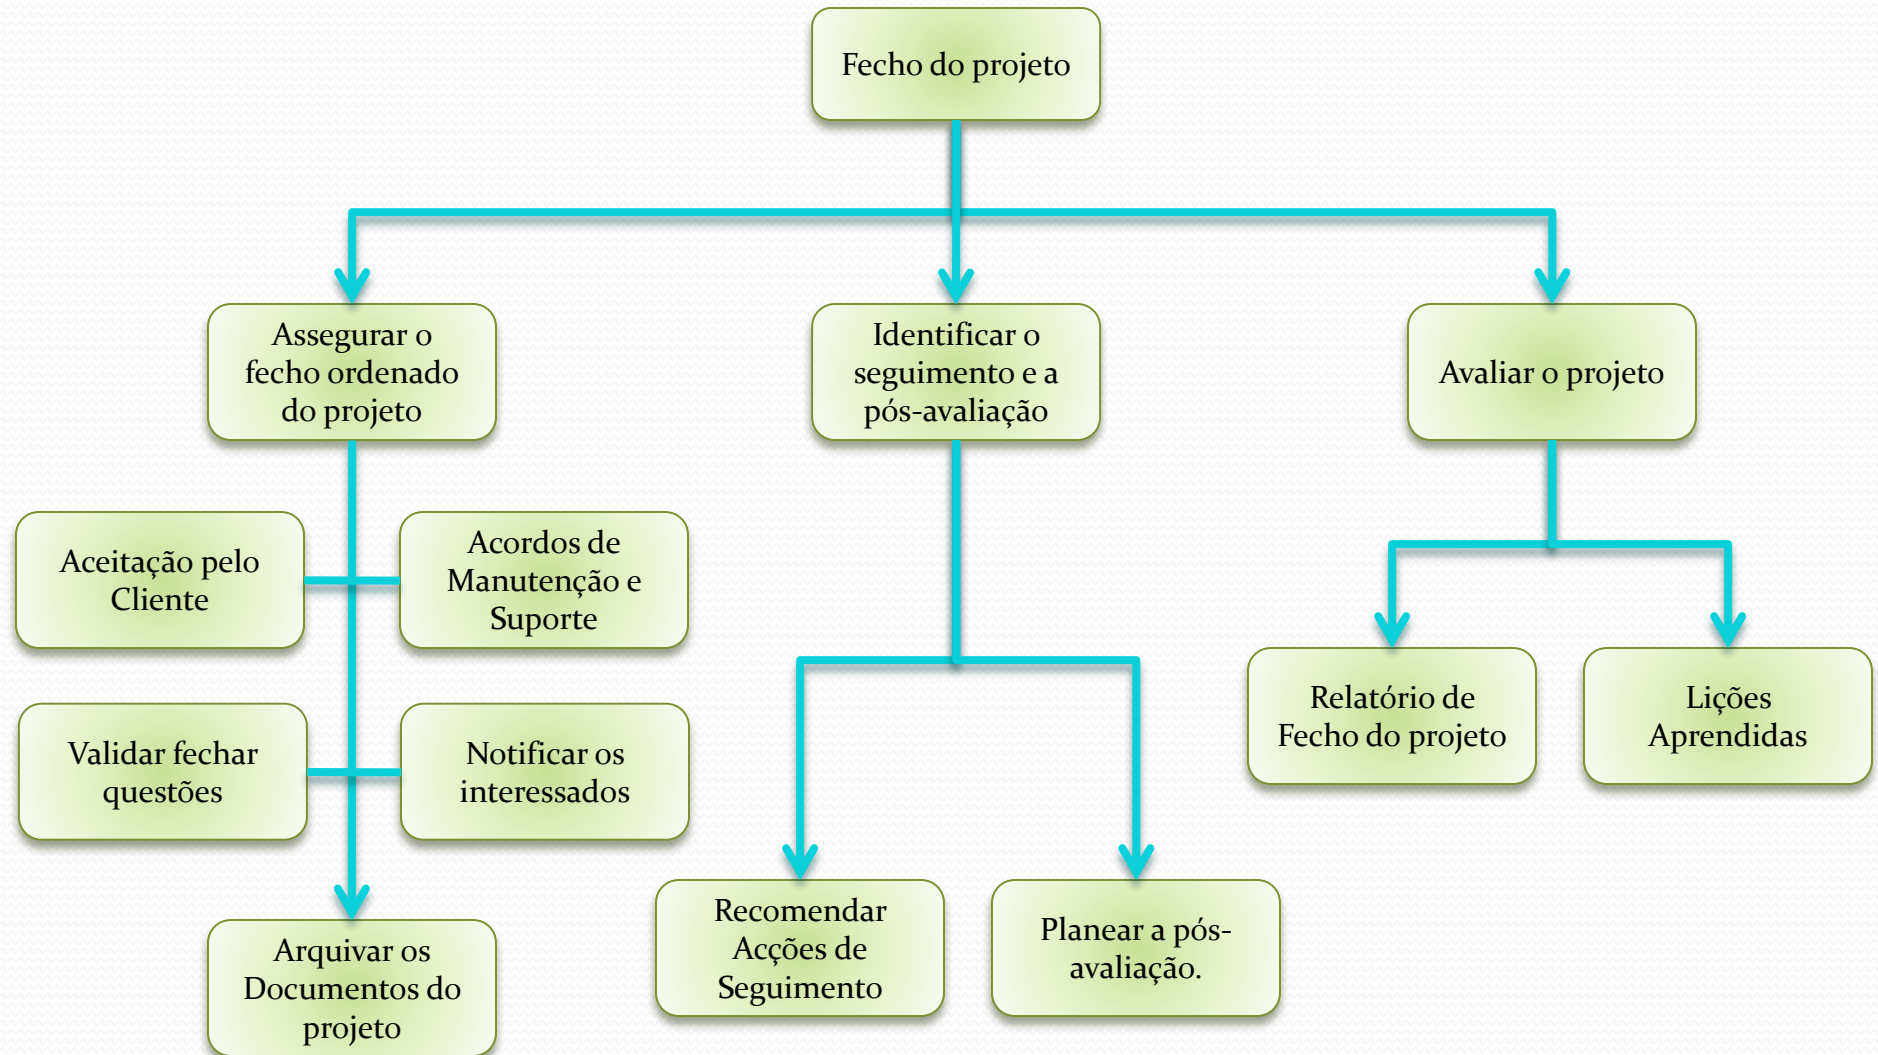 Fecho do projeto
Assegurar o
fecho ordenado
do projeto
Identificar o
seguimento e a
pós-avaliação
Avaliar o projeto
Aceitação pelo
Cliente
Acordos de
Manutenção e
Suporte
Validar fechar
questões
Notificar os
interessados
Arquivar os
Documentos do
projeto
Recomendar
Acções de
Seguimento
Planear a pós-
avaliação.
Relatório de
Fecho do projeto
Lições
Aprendidas